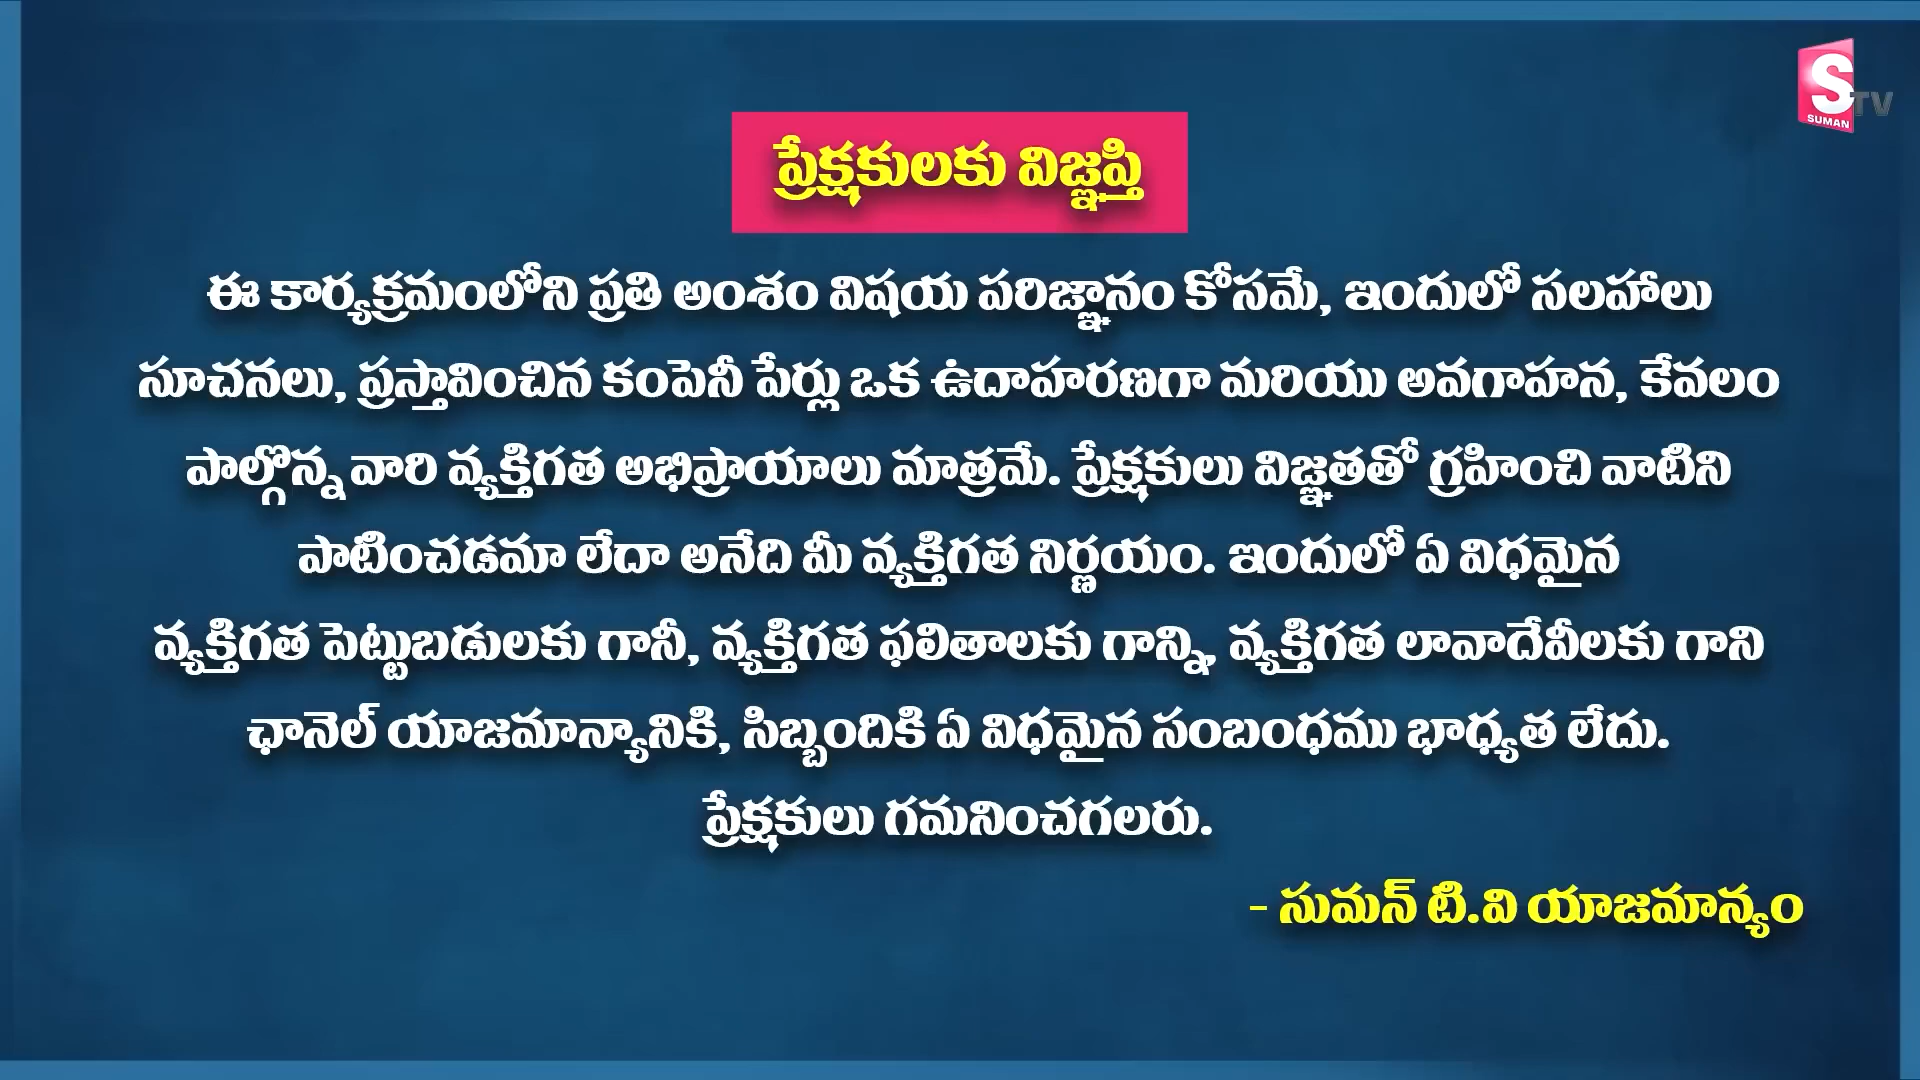 S
TV
SUMAN
ప్రేక్షకులకు విజ్ఞప్తి
ఈ కార్యక్రమంలోని ప్రతి అంశం విషయ పరిజ్ఞానం కోసమే, ఇందులో సలహాలు
సూచనలు, ప్రస్తావించిన కంపెనీ పేర్లు ఒక ఉదాహరణగా మరియు అవగాహన, కేవలం
పాల్గొన్న వారి వ్యక్తిగత అభిప్రాయాలు మాత్రమే. ప్రేక్షకులు విజ్ఞతతో గ్రహించి వాటిని
పాటించడమా లేదా అనేది మీ వ్యక్తిగత నిర్ణయం. ఇందులో ఏ విధమైన
వ్యక్తిగత పెట్టుబడులకు గానీ, వ్యక్తిగత ఫలితాలకు గాన్ని, వ్యక్తిగత లావాదేవీలకు గాని
ఛానెల్ యాజమాన్యానికి, సిబ్బందికి ఏ విధమైన సంబంధము భాధ్యత లేదు.
ప్రేక్షకులు గమనించగలరు.
- సుమన్ టి.వి యాజమాన్యం